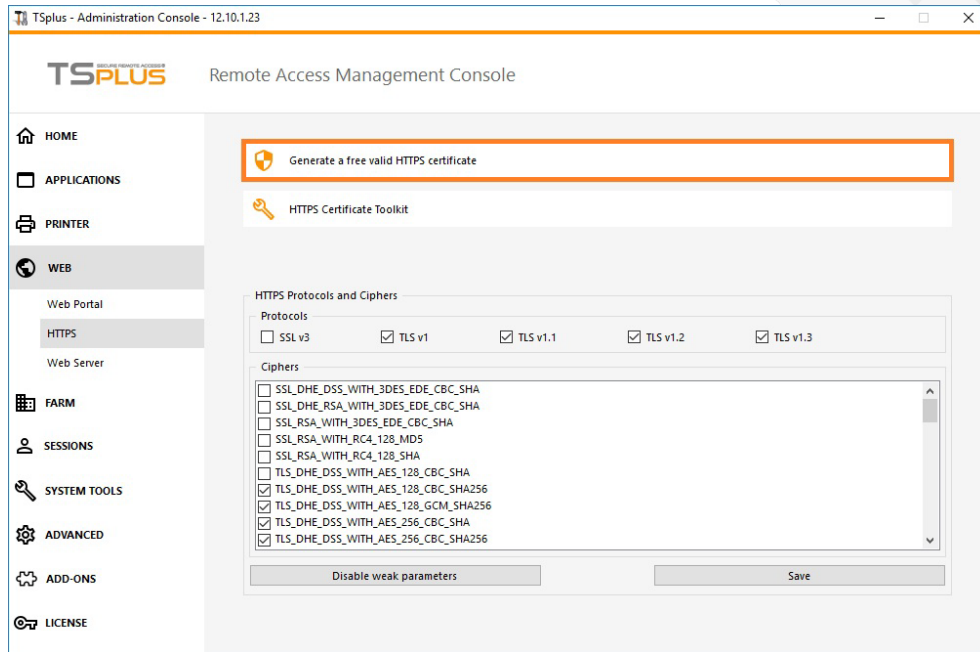 TSplus - Administration Console - 12.10.1.23
TSPLUS
SECURE REMOTE ACCESS
Remote Access Management Console
HOME
APPLICATIONS
PRINTER
WEB
Web Portal
HTTPS
Web Server
FARM
SESSIONS
SYSTEM TOOLS
ADVANCED
ADD-ONS
LICENSE
Generate a free valid HTTPS certificate
HTTPS Certificate Toolkit
HTTPS Protocols and Ciphers
Protocols
SSL v3 TLS v1 TLS v1.1 TLS v1.2 TLS v1.3
Ciphers
SSL_DHE_DSS_WITH_3DES_EDE_CBC_SHA
SSL_DHE_RSA_WITH_3DES_EDE_CBC_SHA
SSL_RSA_WITH_3DES_EDE_CBC_SHA
SSL_RSA_WITH_RC4_128_MD5
SSL_RSA_WITH_RC4_128_SHA
TLS_DHE_DSS_WITH_AES_128_CBC_SHA
TLS_DHE_DSS_WITH_AES_128_CBC_SHA256
TLS_DHE_DSS_WITH_AES_128_GCM_SHA256
TLS_DHE_DSS_WITH_AES_256_CBC_SHA
TLS_DHE_DSS_WITH_AES_256_CBC_SHA256
Disable weak parameters Save